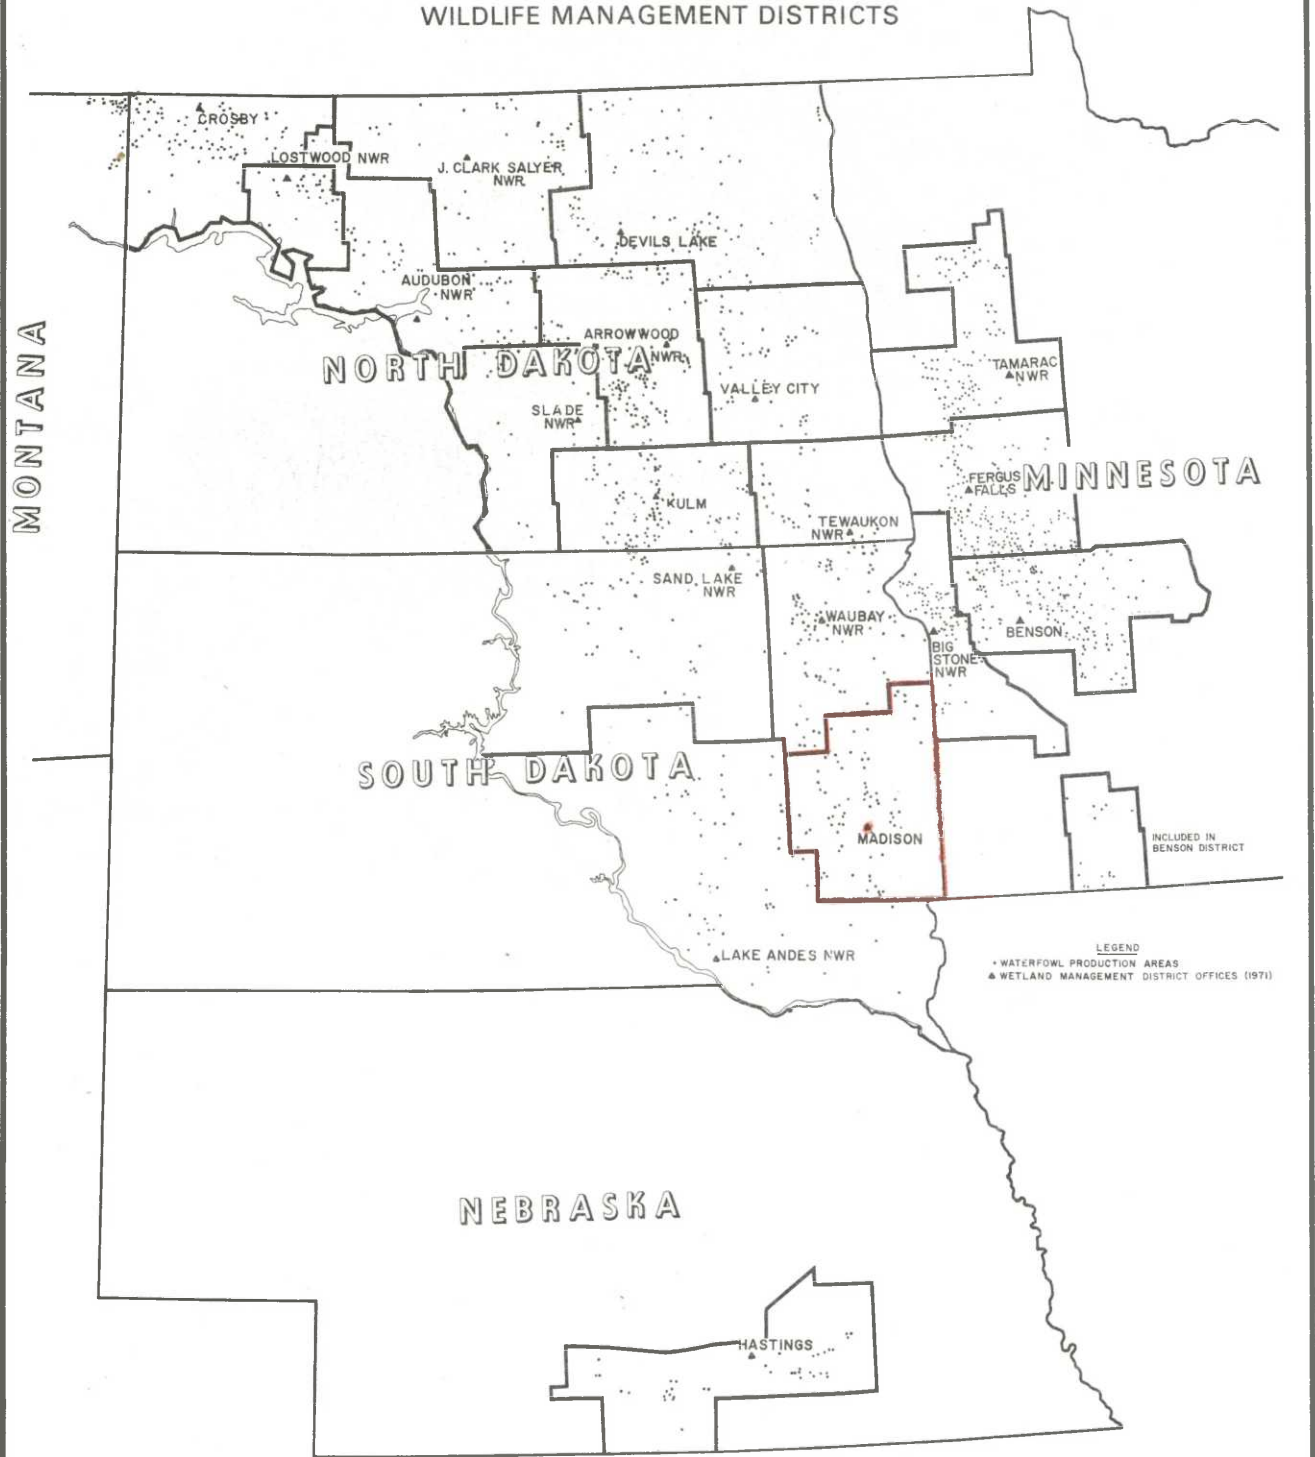 WILDLIFE MANAGEMENT DISTRICTS
CROSBY
LOSTWOOD NWR
J. CLARK SALYER
NWR
DEVILS LAKE
AUDUBON
NWR
ARROWWOOD
NWR
MONTANA
NORTH DAKOTA
TAMARAC
NWR
VALLEY CITY
SLADE
NWR
FERGUS
FALLS
MINNESOTA
KULM
TEWAUKON
NWR
SAND LAKE
NWR
WAUBAY
NWR
BENSON
BIG
STONE
NWR
SOUTH DAKOTA
MADISON
INCLUDED IN
BENSON DISTRICT
LAKE ANDES NWR
LEGEND
WATERFOWL PRODUCTION AREAS
WETLAND MANAGEMENT DISTRICT OFFICES (1971)
NEBRASKA
HASTINGS